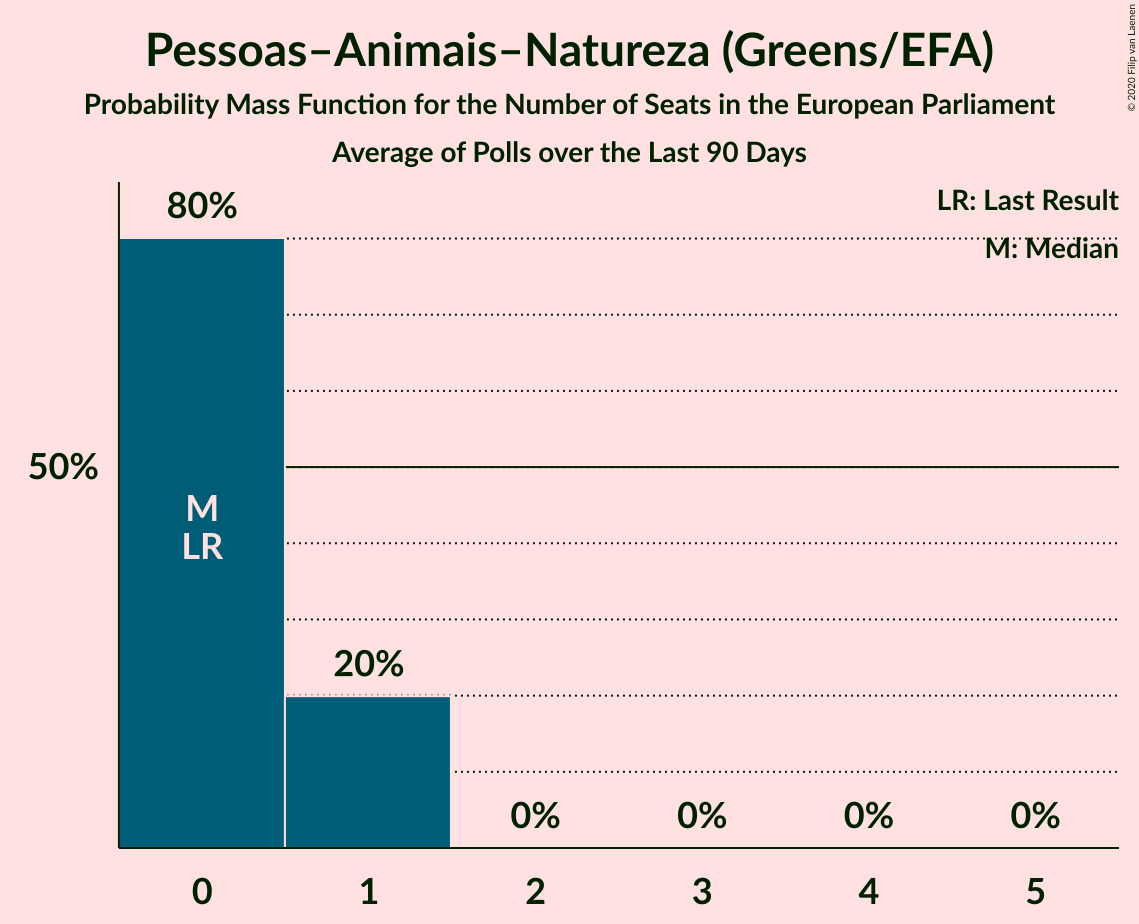 Pessoas–Animais–Natureza (Greens/EFA)
Probability Mass Function for the Number of Seats in the European Parliament
Average of Polls over the Last 90 Days
© 2020 Filip van Laenen
LR: Last Result
M: Median
80%
50%
M
LR
20%
0% 0% 0% 0%
0 1 2 3 4 5